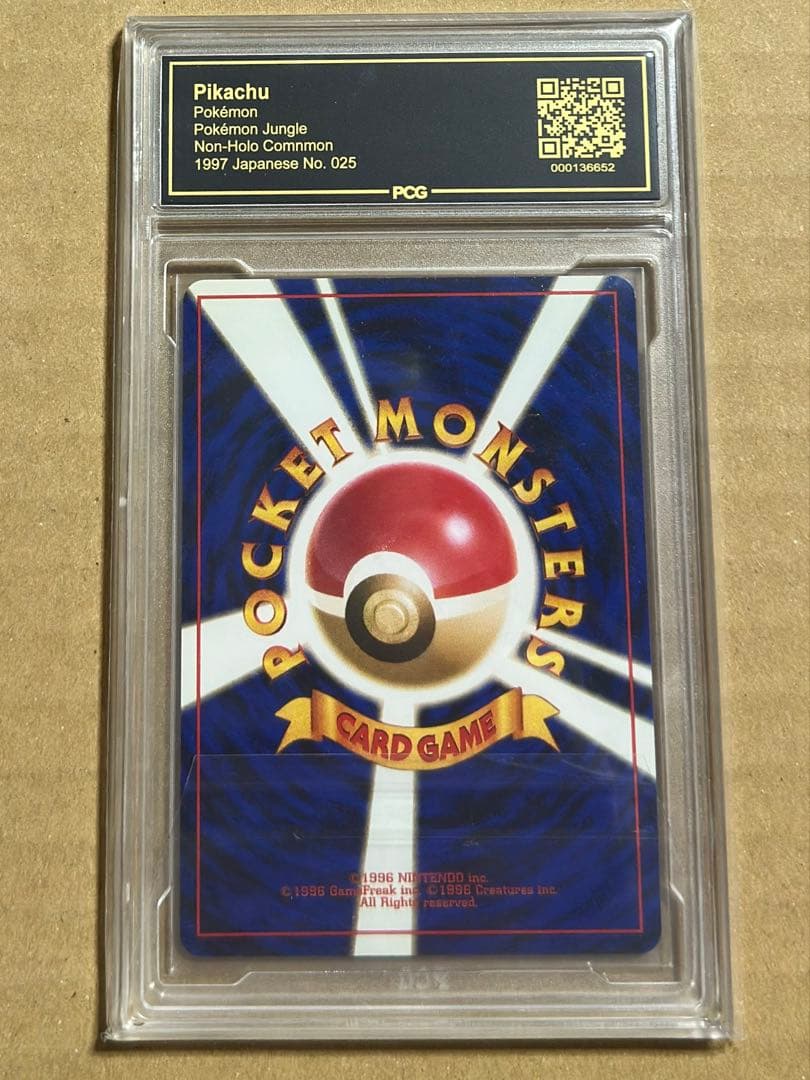 Pikachu
Pokémon
Pokémon Jungle
Non-Holo Comnmon
1997 Japanese No. 025
000136652
PCG
POCKET MONSTERS
CARD GAME
©1996 NINTENDO inc.
©1996 GameFreak inc. ©1996 Creatures inc.
All Rights reserved.